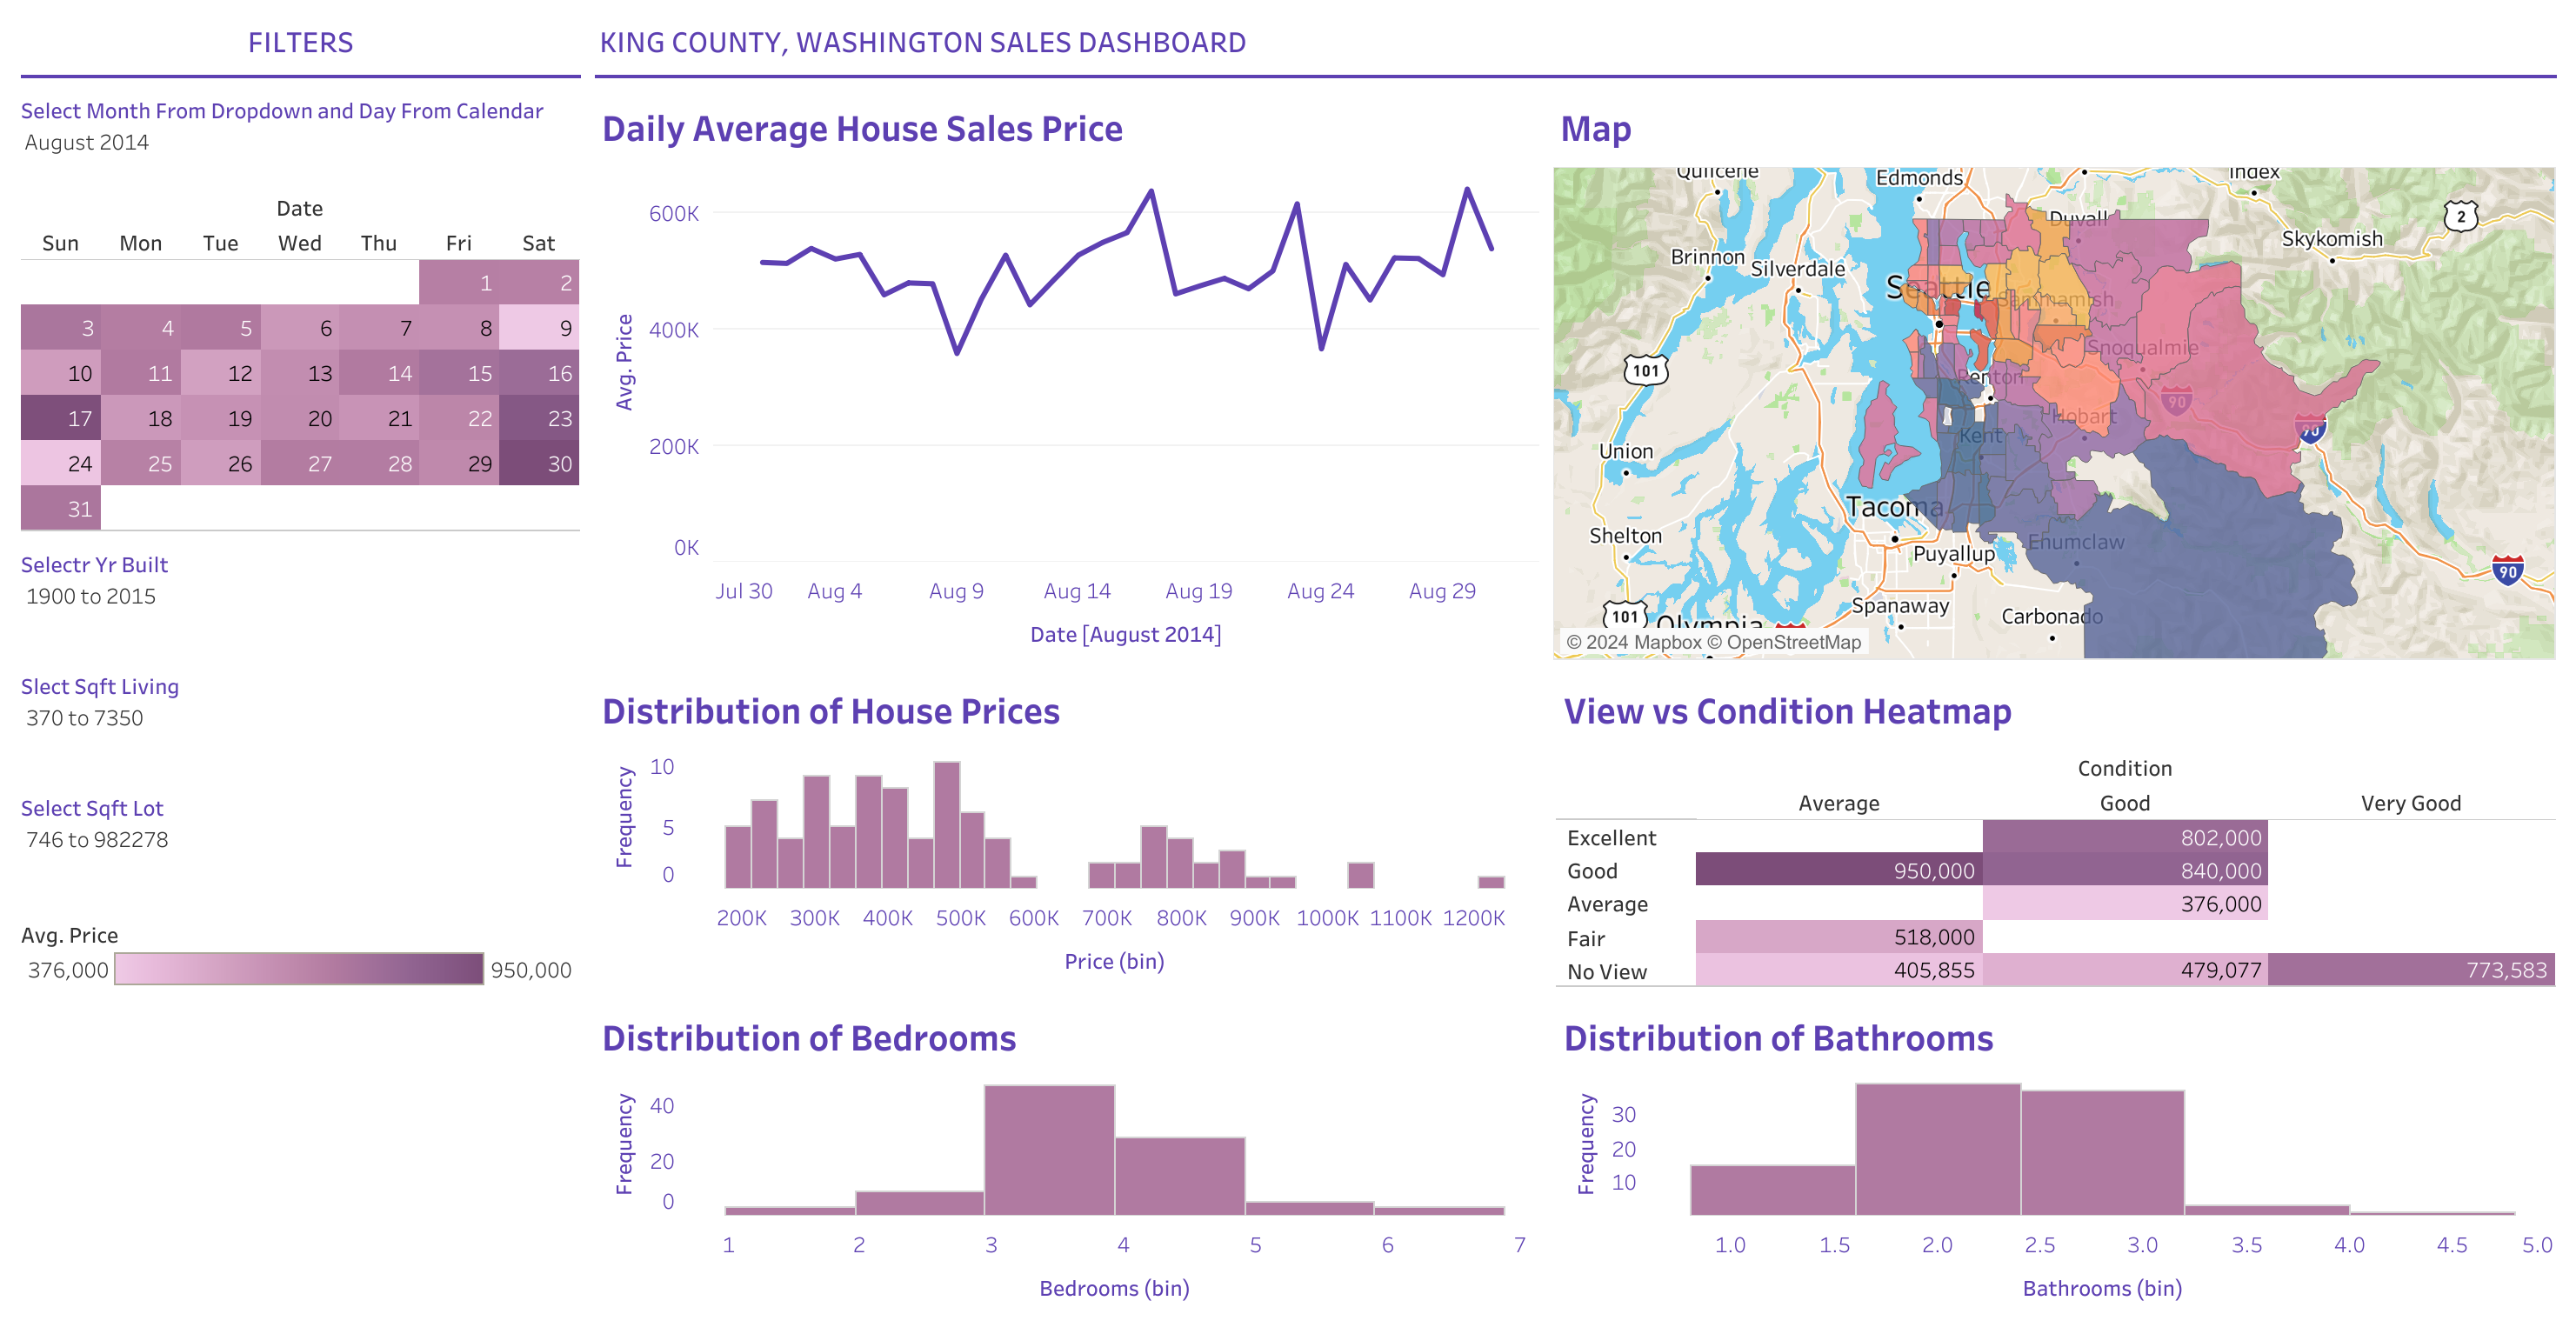 FILTERS
KING COUNTY, WASHINGTON SALES DASHBOARD
Select Month From Dropdown and Day From Calendar
August 2014
Date
Sun Mon Tue Wed Thu Fri Sat
1 2
3 4 5 6 7 8 9
10 11 12 13 14 15 16
17 18 19 20 21 22 23
24 25 26 27 28 29 30
31
Selectr Yr Built
1900 to 2015
Slect Sqft Living
370 to 7350
Select Sqft Lot
746 to 982278
Avg. Price
376,000 950,000
Daily Average House Sales Price
Avg. Price
600K
400K
200K
0K
Jul 30 Aug 4 Aug 9 Aug 14 Aug 19 Aug 24 Aug 29
Date [August 2014]
Map
Quilcene
Edmonds
Index
Duvall
2
Skykomish
Brinnon
Silverdale
Seattle
Sammamish
Snoqualmie
101
Renton
90
Hobart
90
Kent
Union
Tacoma
Shelton
Puyallup
Enumclaw
90
Spanaway
Carbonado
101
Olympia
© 2024 Mapbox © OpenStreetMap
Distribution of House Prices
Frequency
10
5
0
200K 300K 400K 500K 600K 700K 800K 900K 1000K 1100K 1200K
Price (bin)
View vs Condition Heatmap
Condition
Average Good Very Good
Excellent 802,000
Good 950,000 840,000
Average 376,000
Fair 518,000
No View 405,855 479,077 773,583
Distribution of Bedrooms
Frequency
40
20
0
1 2 3 4 5 6 7
Bedrooms (bin)
Distribution of Bathrooms
Frequency
30
20
10
1.0 1.5 2.0 2.5 3.0 3.5 4.0 4.5 5.0
Bathrooms (bin)